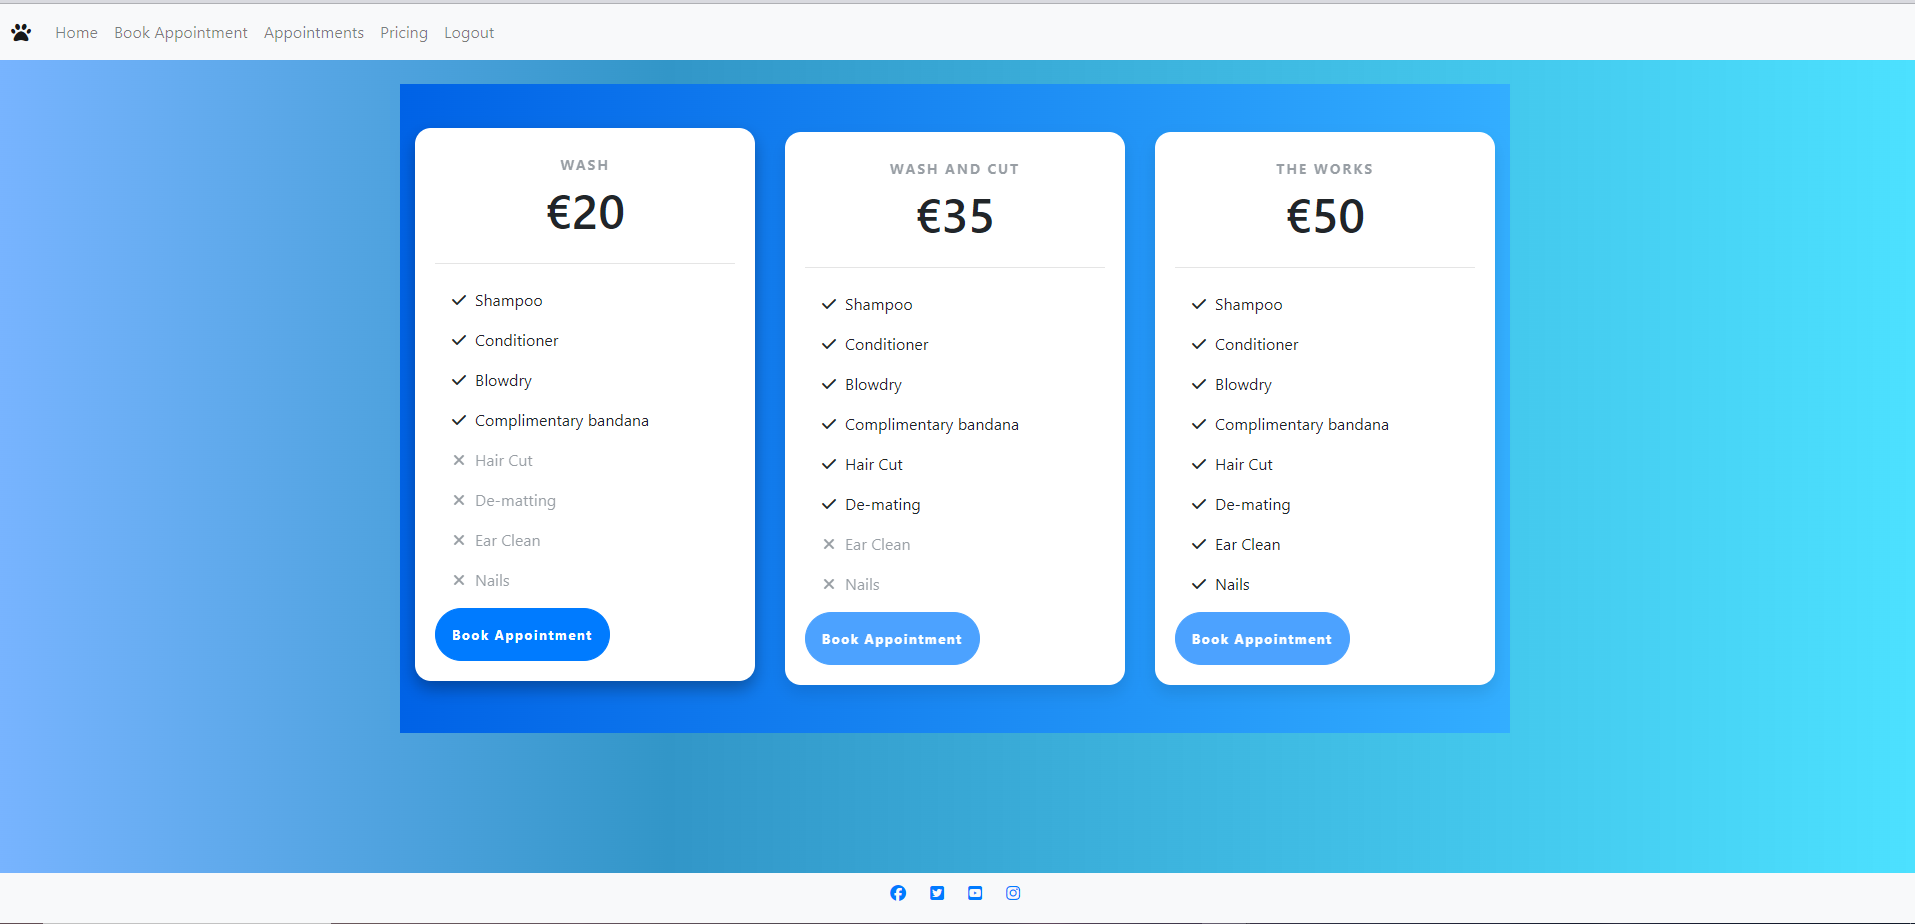 Home Book Appointment Appointments Pricing Logout
WASH
€20
Shampoo
Conditioner
Blowdry
Complimentary bandana
Hair Cut
De-matting
Ear Clean
Nails
Book Appointment
WASH AND CUT
€35
Shampoo
Conditioner
Blowdry
Complimentary bandana
Hair Cut
De-mating
Ear Clean
Nails
Book Appointment
THE WORKS
€50
Shampoo
Conditioner
Blowdry
Complimentary bandana
Hair Cut
De-mating
Ear Clean
Nails
Book Appointment